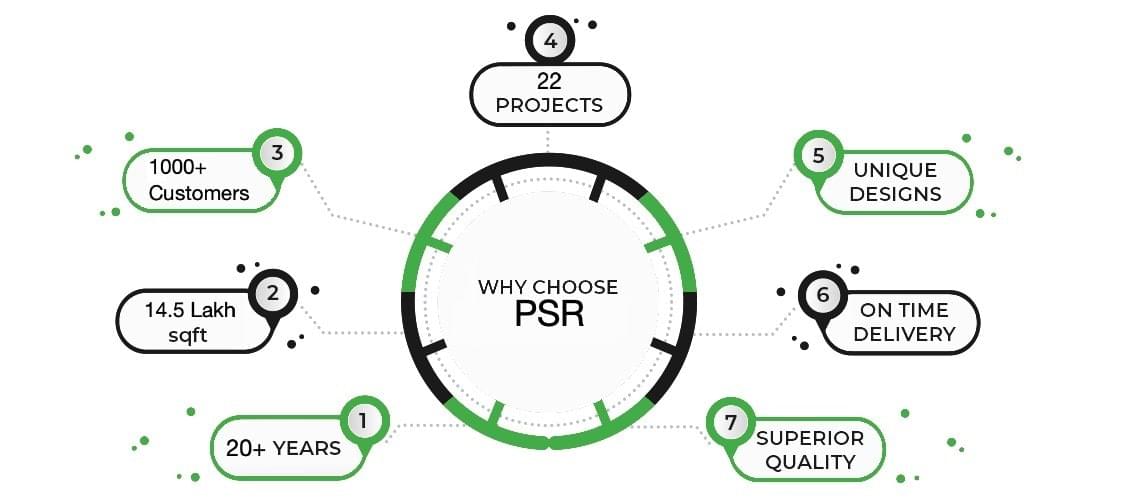 4
22
PROJECTS
3
1000+
Customers
5
UNIQUE
DESIGNS
WHY CHOOSE
PSR
2
14.5 Lakh
sqft
6
ON TIME
DELIVERY
1
20+ YEARS
7
SUPERIOR
QUALITY